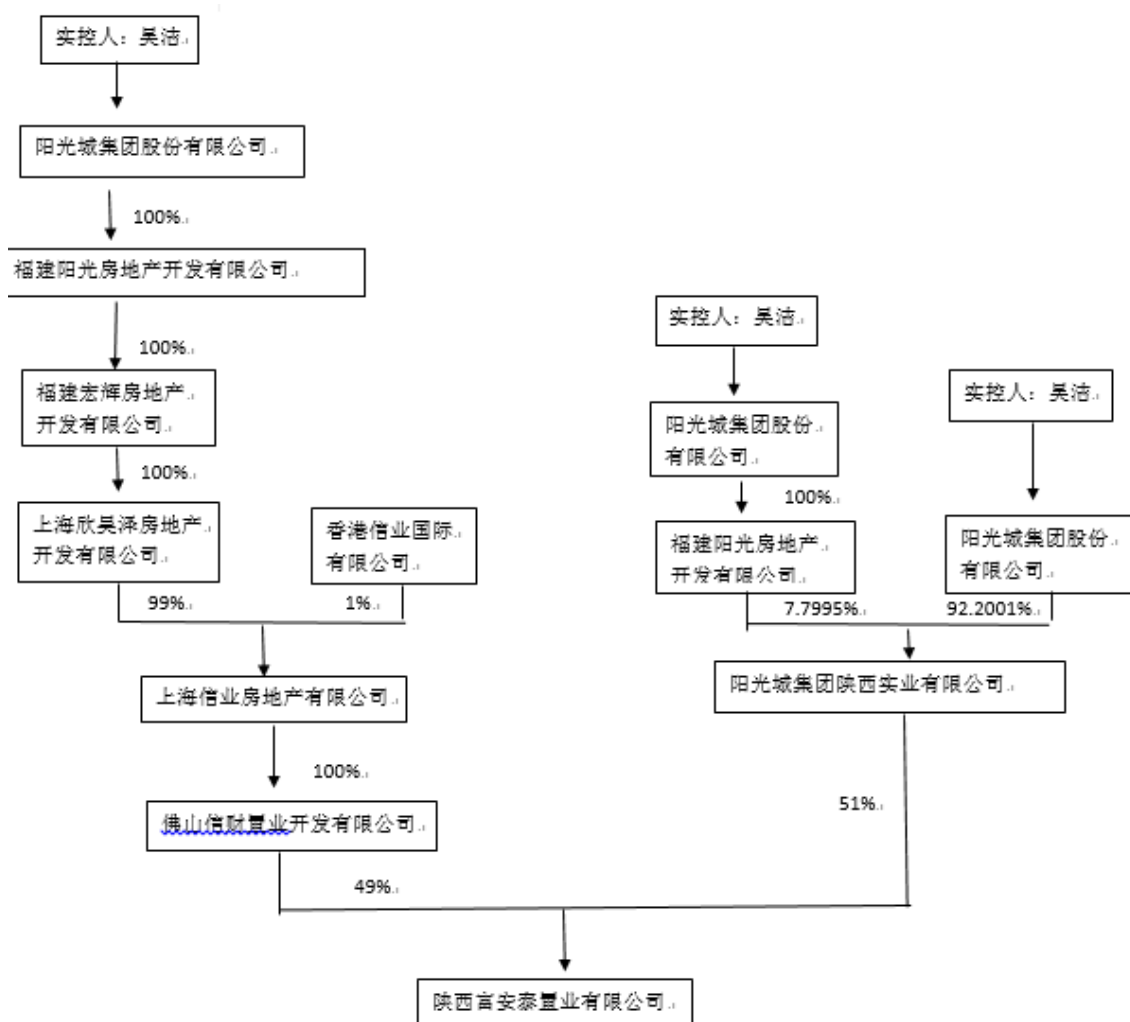 实控人：吴洁
阳光城集团股份有限公司
100%
福建阳光房地产开发有限公司
100%
福建宏辉房地产
开发有限公司
100%
上海欣昊泽房地产
开发有限公司
香港信业国际
有限公司
99%
1%
上海信业房地产有限公司
100%
佛山信财置业开发有限公司
49%
实控人：吴洁
阳光城集团股份
有限公司
100%
福建阳光房地产
开发有限公司
实控人：吴洁
阳光城集团股份
有限公司
7.7995%
92.2001%
阳光城集团陕西实业有限公司
51%
陕西富安泰置业有限公司